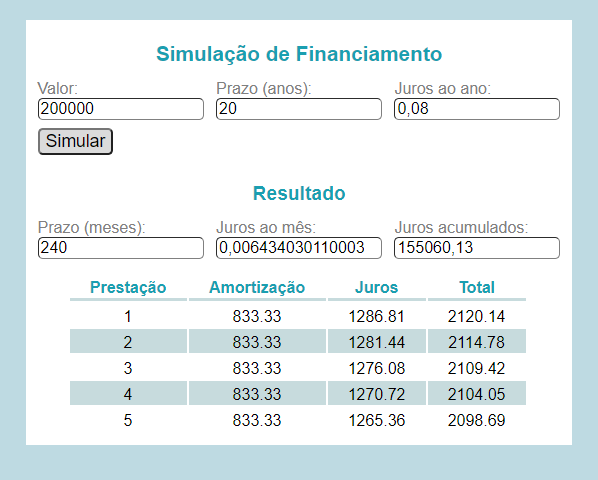 Simulação de Financiamento
Valor: Prazo (anos): Juros ao ano:
200000 20 0,08
Simular
Resultado
Prazo (meses): Juros ao mês: Juros acumulados:
240 0,006434030110003 155060,13
Prestação Amortização Juros Total
1 833.33 1286.81 2120.14
2 833.33 1281.44 2114.78
3 833.33 1276.08 2109.42
4 833.33 1270.72 2104.05
5 833.33 1265.36 2098.69